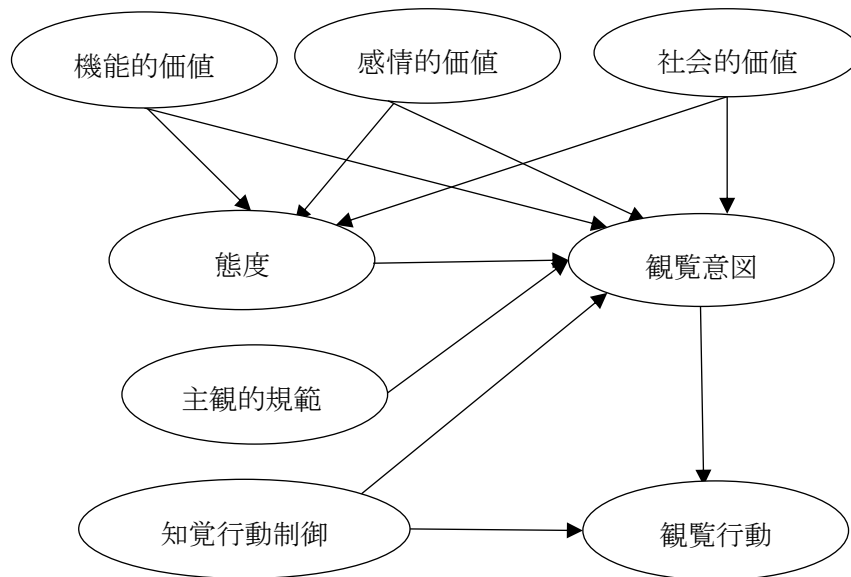 機能的価値
感情的価値
社会的価値
態度
観覧意図
主観的規範
知覚行動制御
観覧行動